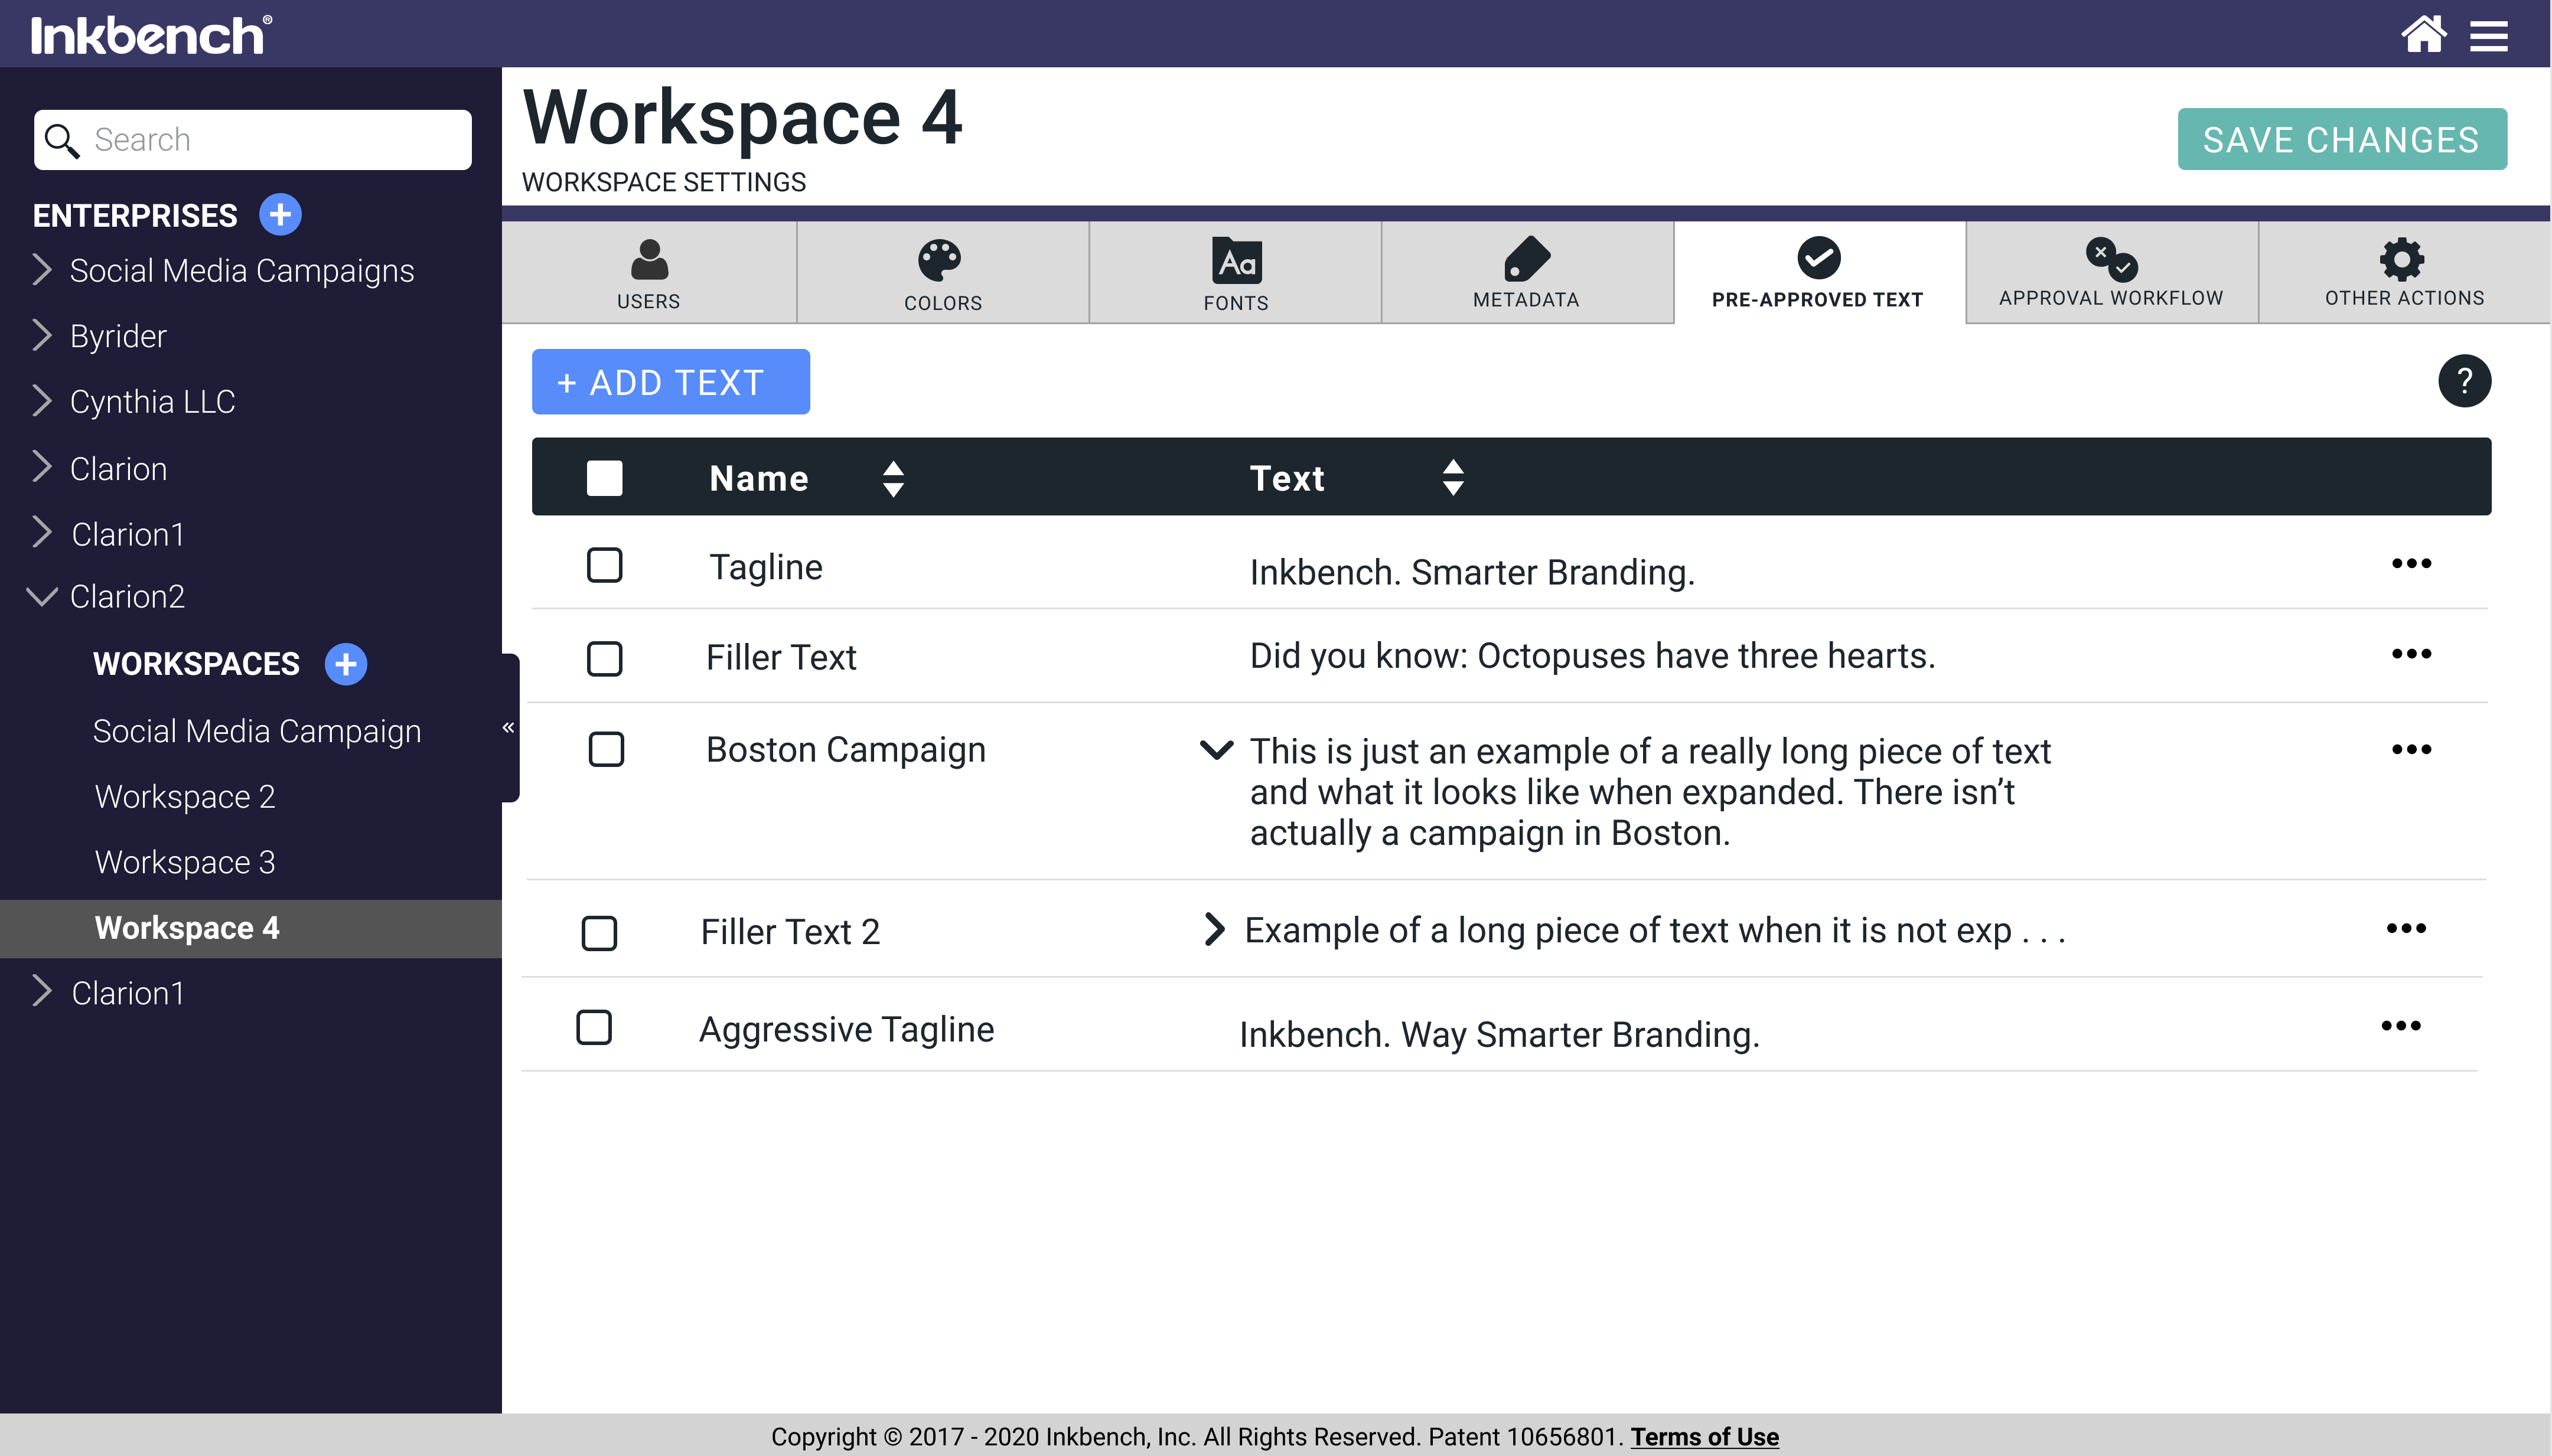 Inkbench®
Search
ENTERPRISES +
Social Media Campaigns
Byrider
Cynthia LLC
Clarion
Clarion1
Clarion2
WORKSPACES +
Social Media Campaign
Workspace 2
Workspace 3
Workspace 4
Clarion1
«
Workspace 4
WORKSPACE SETTINGS
SAVE CHANGES
USERS
COLORS
Aa
FONTS
METADATA
PRE-APPROVED TEXT
APPROVAL WORKFLOW
OTHER ACTIONS
+ ADD TEXT
?
Name Text
Tagline Inkbench. Smarter Branding.
Filler Text Did you know: Octopuses have three hearts.
Boston Campaign This is just an example of a really long piece of text
and what it looks like when expanded. There isn’t
actually a campaign in Boston.
Filler Text 2 Example of a long piece of text when it is not exp . . .
Aggressive Tagline Inkbench. Way Smarter Branding.
Copyright © 2017 - 2020 Inkbench, Inc. All Rights Reserved. Patent 10656801. Terms of Use